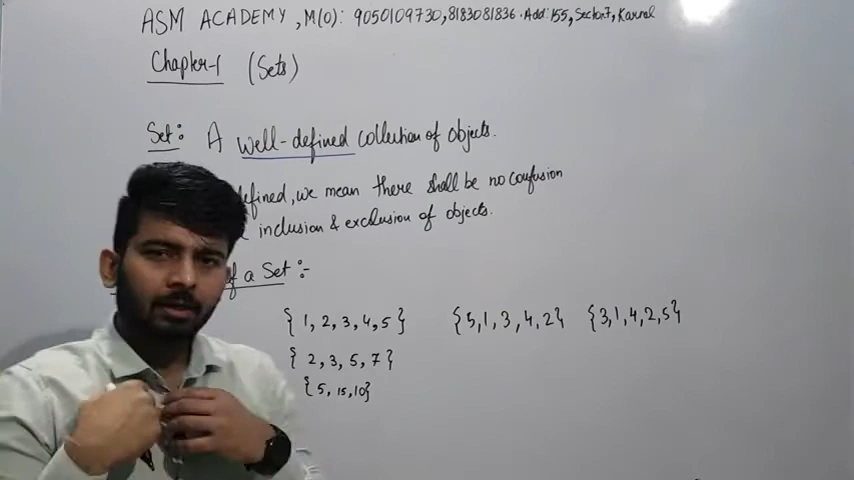 ASM ACADEMY, M(O): 9050109730,8183081836. Add: 155, Sector7, Karnal
Chapter-1 (Sets)
Set: A well-defined collection of objects.
defined, we mean there shall be no confusion
inclusion & exclusion of objects.
of a Set :-
{ 1, 2, 3, 4, 5 } {5,1, 3, 4, 2} {3,1, 4, 2, 5}
{ 2, 3, 5, 7 }
{ 5, 15, 10}